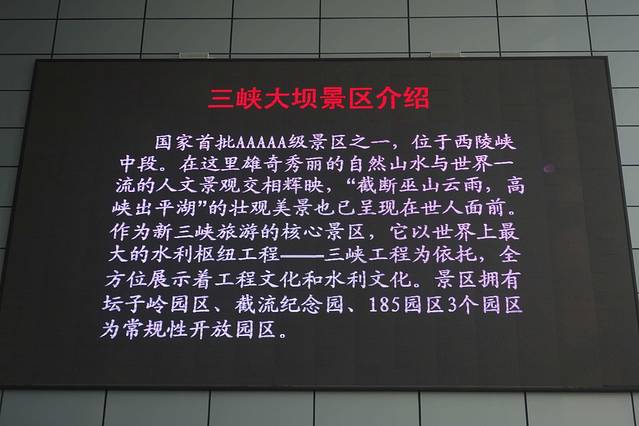 三峡大坝景区介绍
国家首批AAAAA级景区之一，位于西陵峡
中段。在这里雄奇秀丽的自然山水与世界一
流的人文景观交相辉映，“截断巫山云雨，高
峡出平湖”的壮观美景也已呈现在世人面前。
作为新三峡旅游的核心景区，它以世界上最
大的水利枢纽工程——三峡工程为依托，全
方位展示着工程文化和水利文化。景区拥有
坛子岭园区、截流纪念园、185园区3个园区
为常规性开放园区。